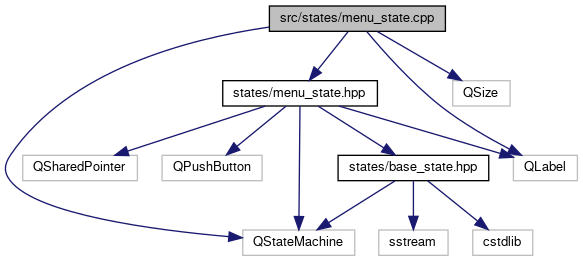 src/states/menu_state.cpp
states/menu_state.hpp
QSize
QSharedPointer
QPushButton
states/base_state.hpp
QLabel
QStateMachine
sstream
cstdlib